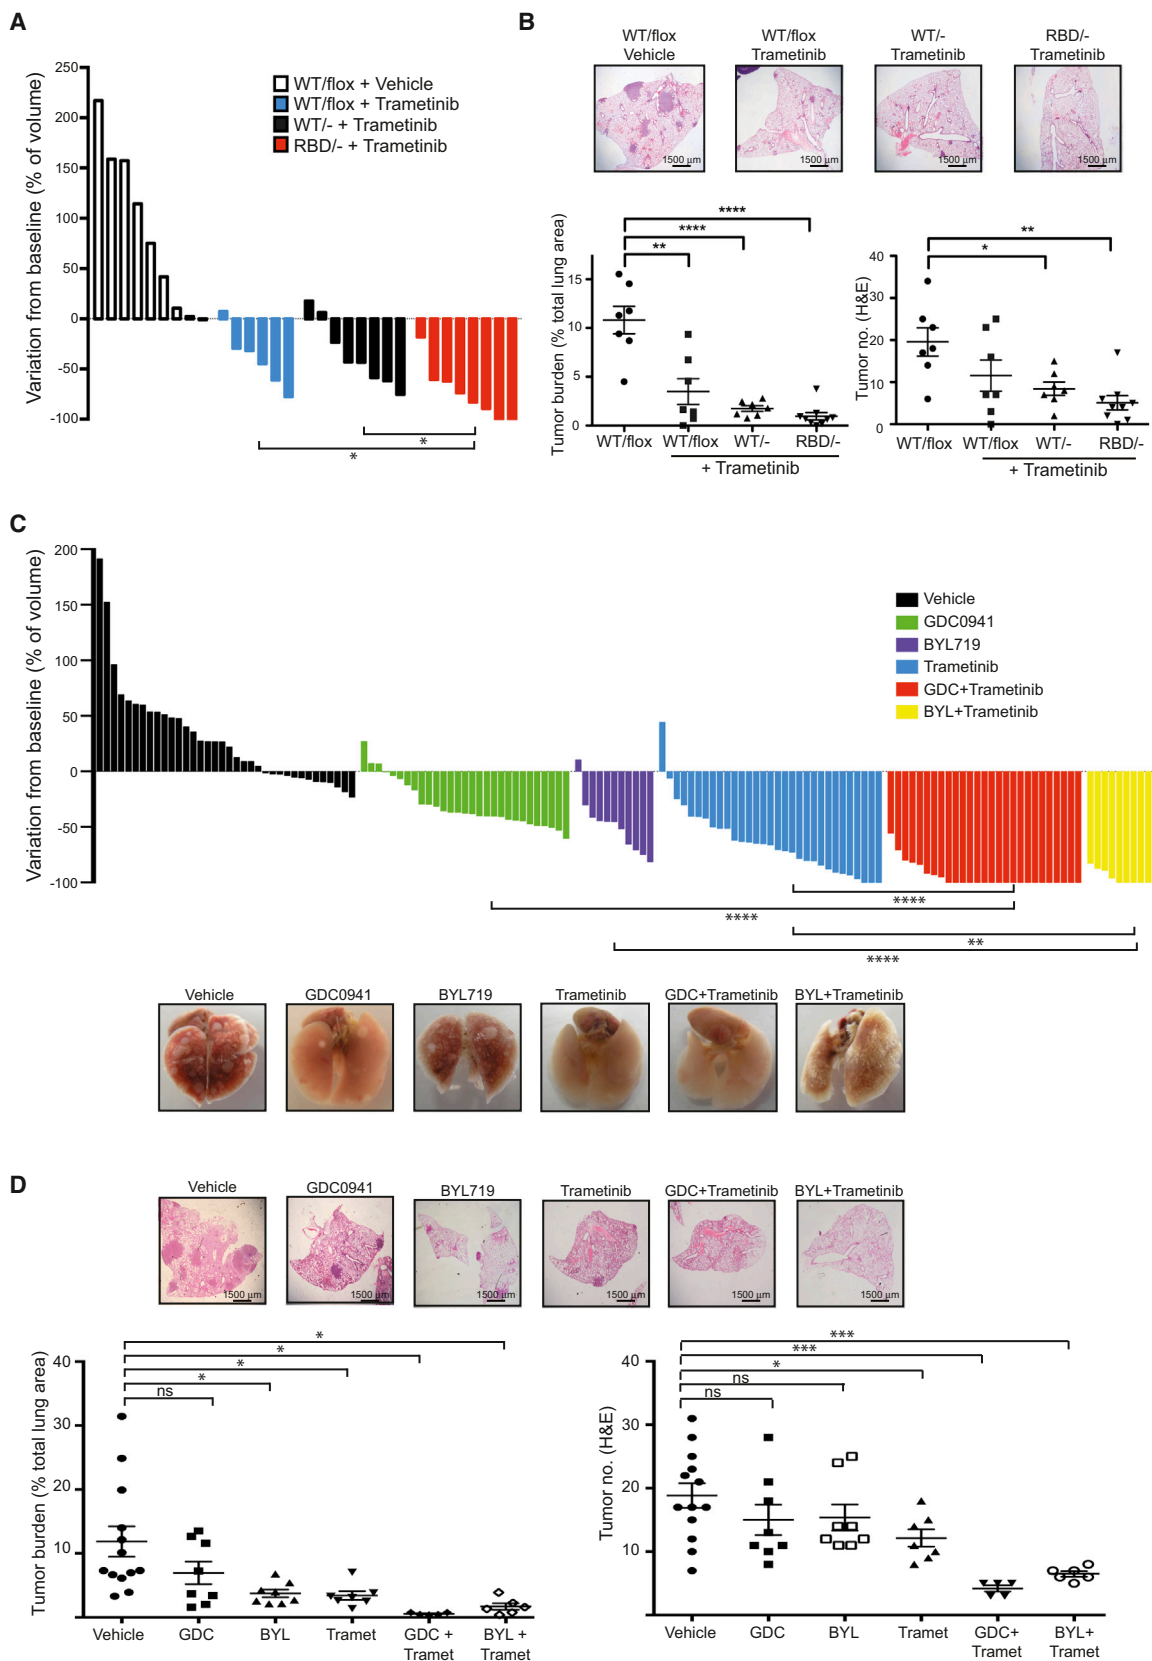 A
250
200
150
100
50
0
-50
-100
Variation from baseline (% of volume)
WT/flox + Vehicle
WT/flox + Trametinib
WT/- + Trametinib
RBD/- + Trametinib
*
*
B
WT/flox
Vehicle
WT/flox
Trametinib
WT/-
Trametinib
RBD/-
Trametinib
1500 µm
1500 µm
1500 µm
1500 µm
Tumor burden (% total lung area)
15
10
5
0
****
****
**
WT/flox
WT/flox
WT/-
RBD/-
+ Trametinib
Tumor no. (H&E)
40
30
20
10
0
**
*
WT/flox
WT/flox
WT/-
RBD/-
+ Trametinib
C
200
150
100
50
0
-50
-100
Variation from baseline (% of volume)
Vehicle
GDC0941
BYL719
Trametinib
GDC+Trametinib
BYL+Trametinib
****
****
**
****
Vehicle
GDC0941
BYL719
Trametinib
GDC+Trametinib
BYL+Trametinib
D
Vehicle
GDC0941
BYL719
Trametinib
GDC+Trametinib
BYL+Trametinib
1500 µm
1500 µm
1500 µm
1500 µm
1500 µm
1500 µm
Tumor burden (% total lung area)
40
30
20
10
*
*
*
*
ns
Vehicle
GDC
BYL
Tramet
GDC +
Tramet
BYL +
Tramet
Tumor no. (H&E)
40
30
20
10
***
***
*
ns
ns
Vehicle
GDC
BYL
Tramet
GDC+
Tramet
BYL+
Tramet